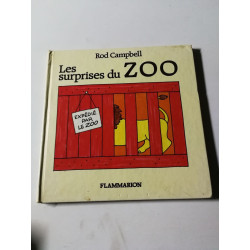 Rod Campbell
Les
surprises du ZOO
EXPÉDIÉ
PAR
LE ZOO
FLAMMARION